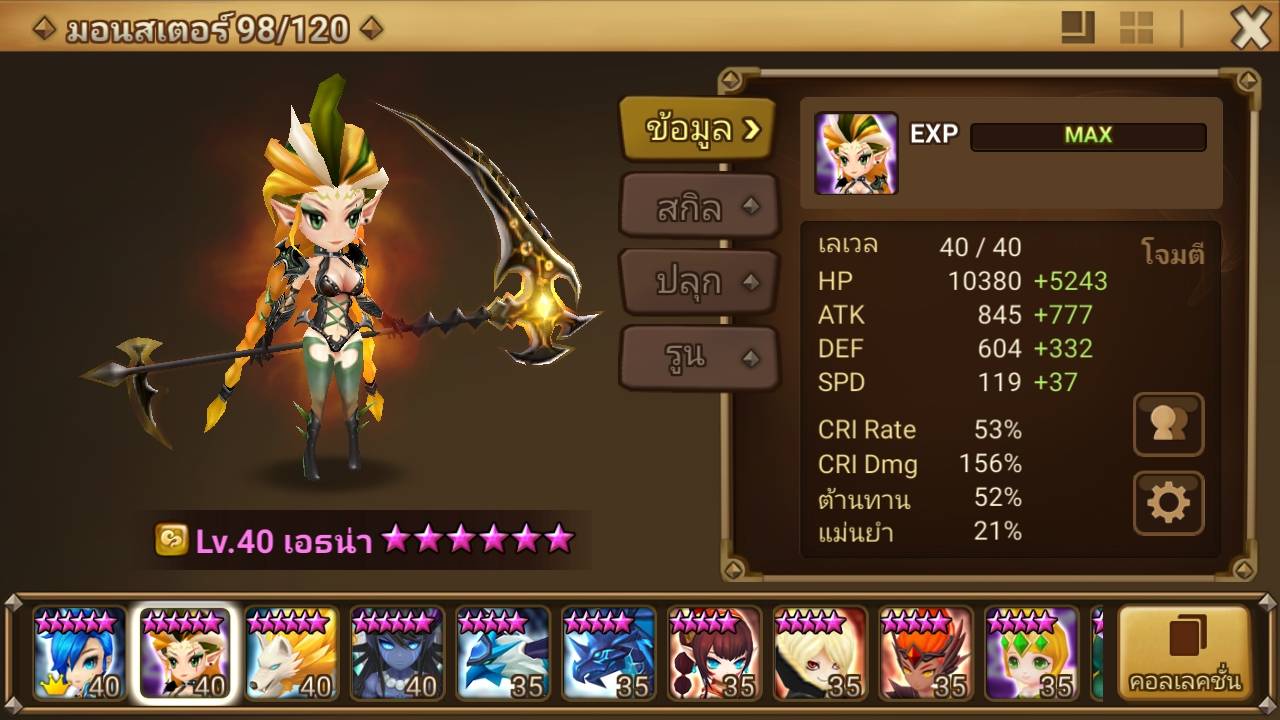 มอนสเตอร์ 98/120
ข้อมูล
สกิล
ปลุก
รูน
EXP MAX
เลเวล 40 / 40 โจมตี
HP 10380 +5243
ATK 845 +777
DEF 604 +332
SPD 119 +37
CRI Rate 53%
CRI Dmg 156%
ต้านทาน 52%
แม่นยำ 21%
Lv.40 เอธน่า
40 40 40 40 35 35 35 35 35 35
คอลเลคชั่น